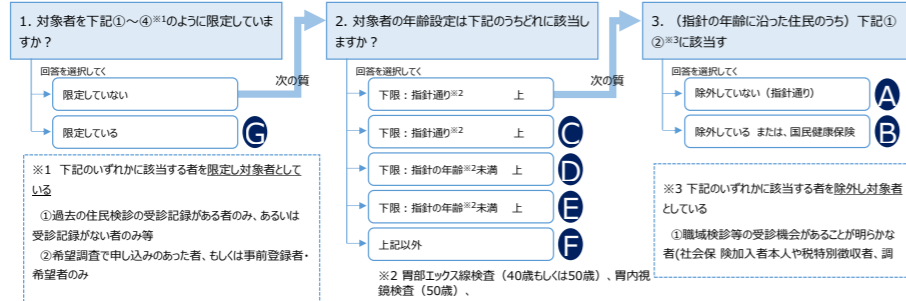 1. 対象者を下記①～④※1のように限定していま
すか？
回答を選択してく
限定していない
次の質
限定している
G
※1 下記のいずれかに該当する者を限定し対象者として
いる
①過去の住民検診の受診記録がある者のみ、あるいは
受診記録がない者のみ等
②希望調査で申し込みのあった者、もしくは事前登録者・
希望者のみ
2. 対象者の年齢設定は下記のうちどれに該当し
ますか？
回答を選択してく
下限：指針通り※2 上
次の質
下限：指針通り※2 上
C
下限：指針の年齢※2未満 上
D
下限：指針の年齢※2未満 上
E
上記以外
F
※2 胃部エックス線検査（40歳もしくは50歳）、胃内視
鏡検査（50歳）、
3. （指針の年齢に沿った住民のうち）下記①
②※3に該当す
回答を選択してく
除外していない（指針通り）
A
除外している または、国民健康保険
B
※3 下記のいずれかに該当する者を除外し対象者
としている
①職域検診等の受診機会があることが明らかな
者(社会保 険加入者本人や税特別徴収者、調